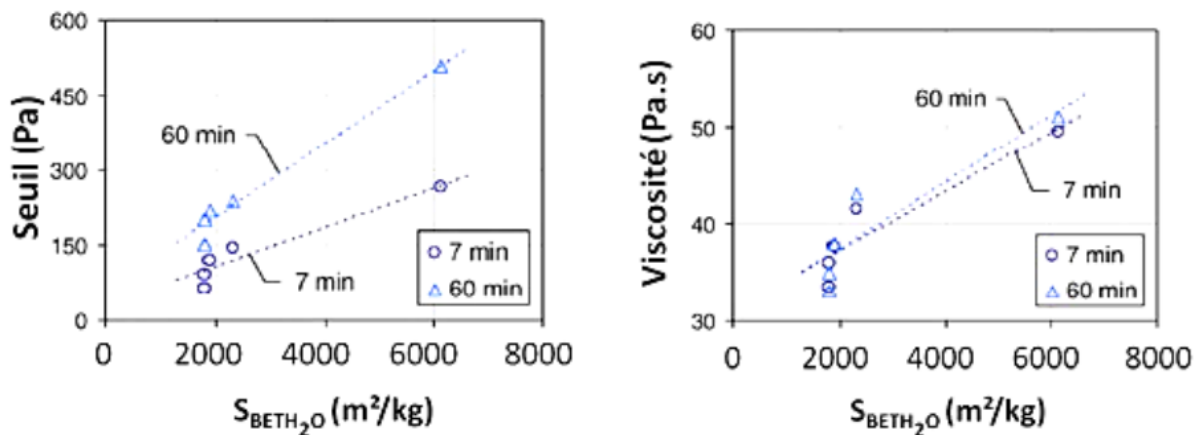 600
450
300
150
0
Seuil (Pa)
60 min
7 min
7 min
60 min
0 2000 4000 6000 8000
S_BETH₂O (m²/kg)
60
50
40
30
Viscosité (Pa.s)
60 min
7 min
7 min
60 min
0 2000 4000 6000 8000
S_BETH₂O (m²/kg)